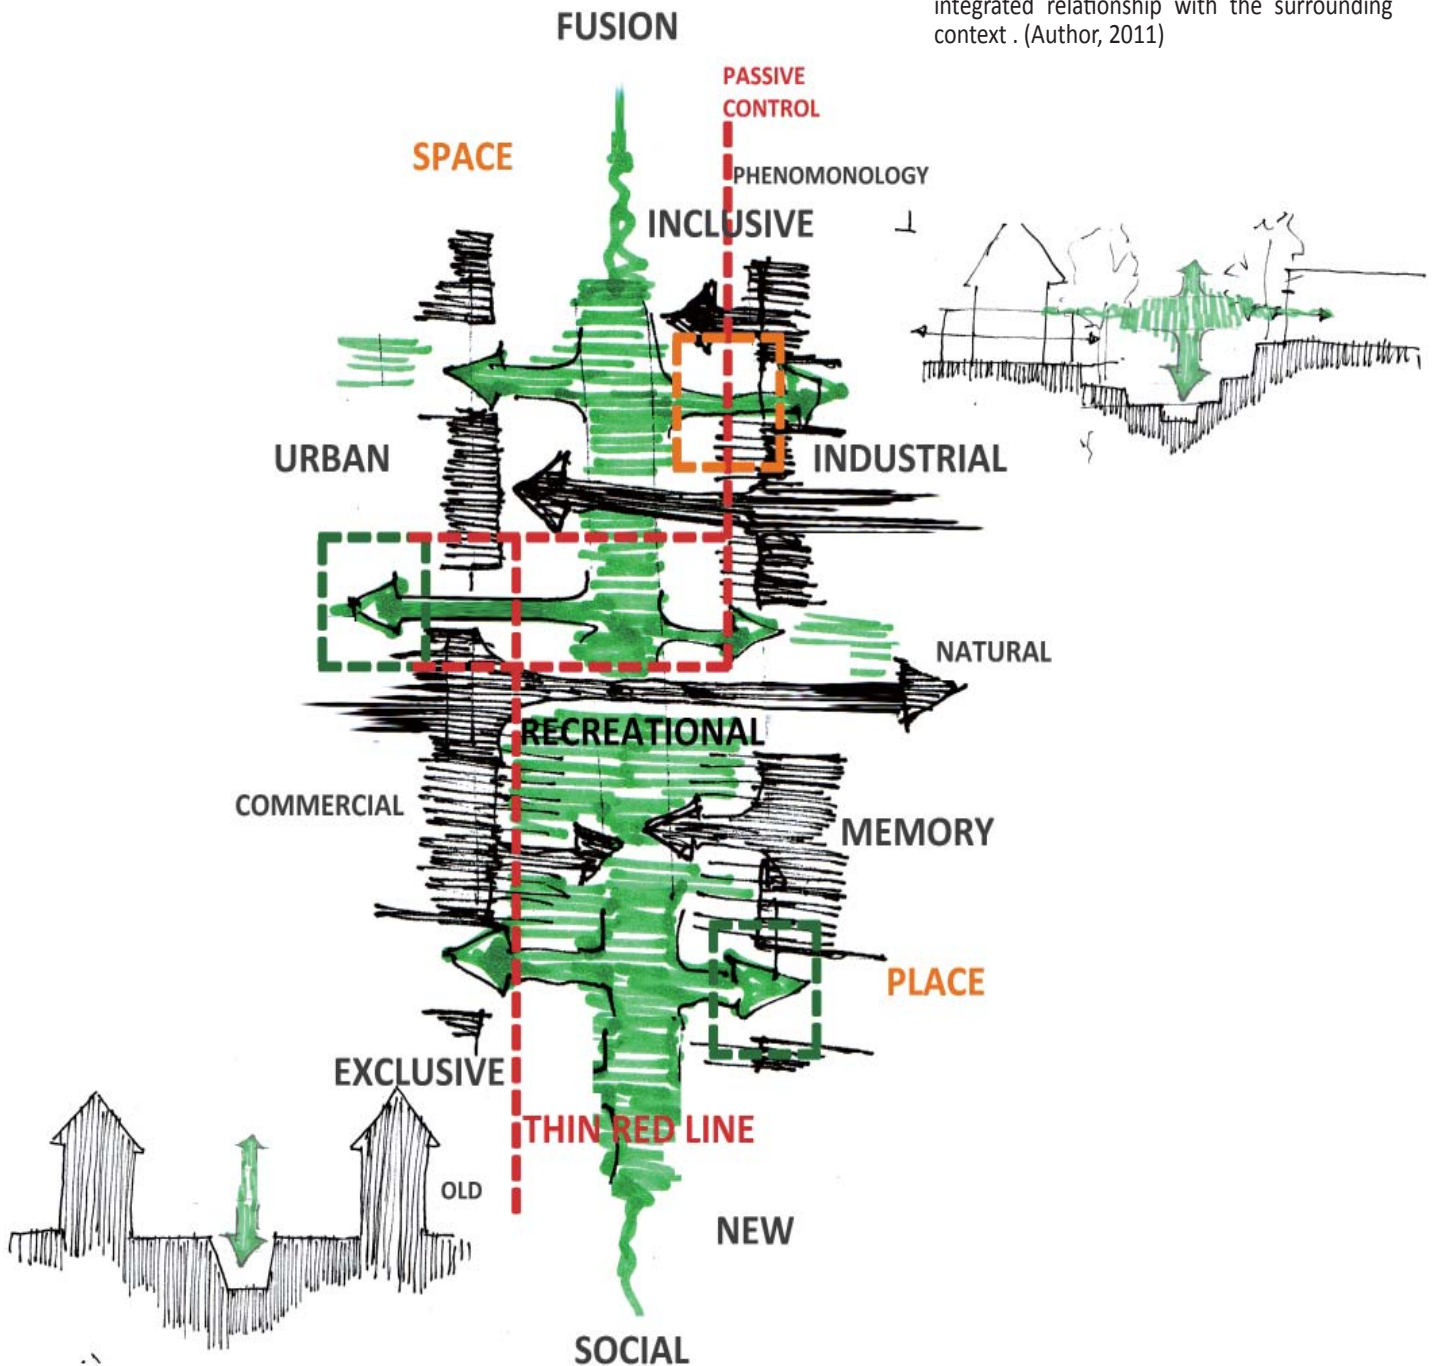 integrated relationship with the surrounding
context . (Author, 2011)
FUSION
PASSIVE
CONTROL
SPACE
PHENOMONOLOGY
INCLUSIVE
URBAN
INDUSTRIAL
NATURAL
RECREATIONAL
COMMERCIAL
MEMORY
PLACE
EXCLUSIVE
THIN RED LINE
OLD
NEW
SOCIAL